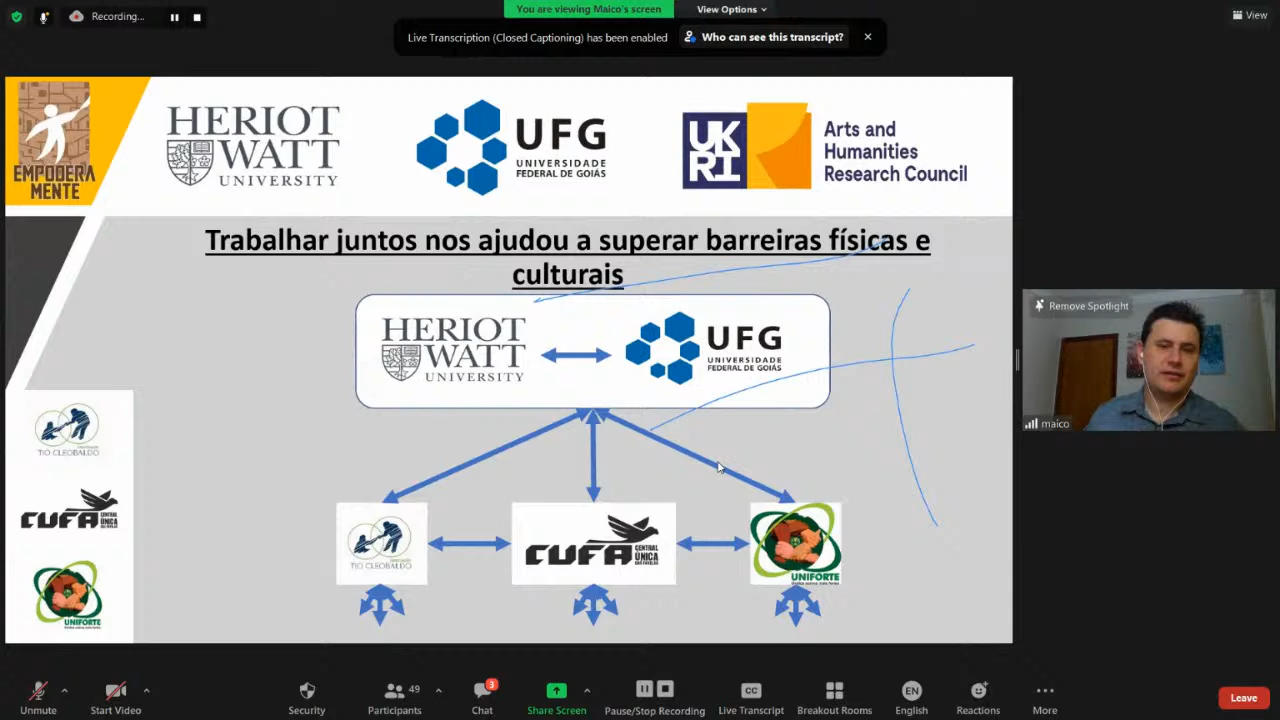 You are viewing Maico's screen
View Options
Recording...
View
Live Transcription (Closed Captioning) has been enabled
Who can see this transcript?
EMPODERA
MENTE
HERIOT
WATT
UNIVERSITY
UFG
UNIVERSIDADE
FEDERAL DE GOIÁS
UK
RI
Arts and
Humanities
Research Council
Trabalhar juntos nos ajudou a superar barreiras físicas e
culturais
HERIOT
WATT
UNIVERSITY
UFG
UNIVERSIDADE
FEDERAL DE GOIÁS
Remove Spotlight
maico
TIO CLEOBALDO
CUFA
CENTRAL
ÚNICA
DAS FAVELAS
UNIFORTE
TIO CLEOBALDO
CUFA
CENTRAL
ÚNICA
DAS FAVELAS
UNIFORTE
Unmute
Start Video
Security
49
Participants
3
Chat
Share Screen
Pause/Stop Recording
CC
Live Transcript
Breakout Rooms
EN
English
Reactions
More
Leave